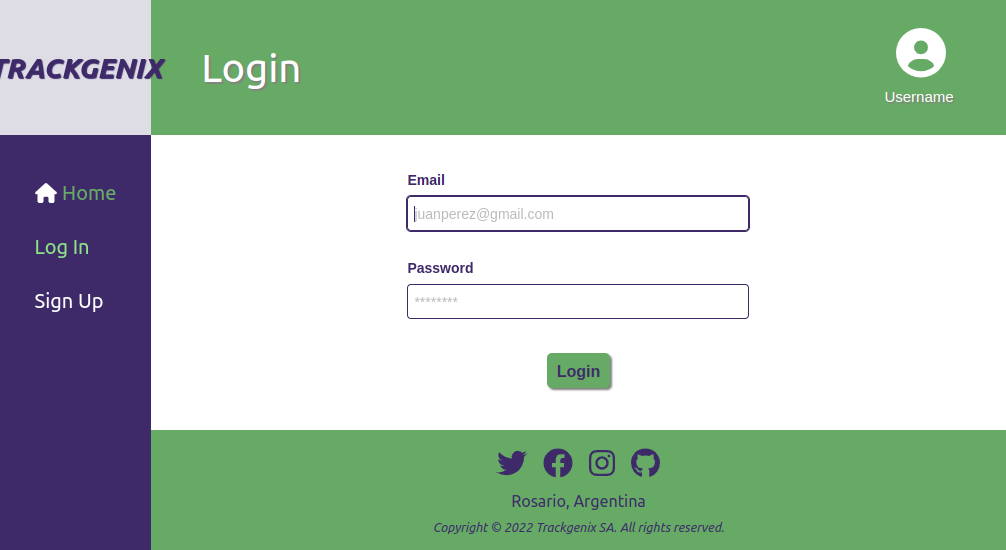 TRACKGENIX
Login
Username
Home
Log In
Sign Up
Email
juanperez@gmail.com
Password
********
Login
Rosario, Argentina
Copyright © 2022 Trackgenix SA. All rights reserved.